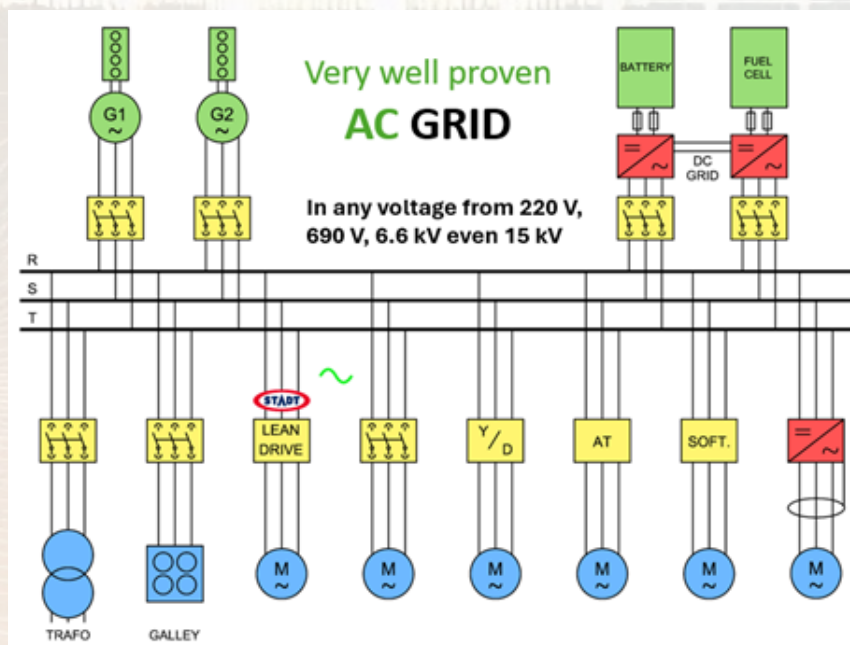 Very well proven
AC GRID
In any voltage from 220 V,
690 V, 6.6 kV even 15 kV
G1
~
G2
~
BATTERY
FUEL
CELL
=
~
=
~
DC
GRID
R
S
T
STADT
LEAN
DRIVE
Y/D
AT
SOFT.
=
~
M
~
M
~
M
~
M
~
M
~
M
~
TRAFO
GALLEY